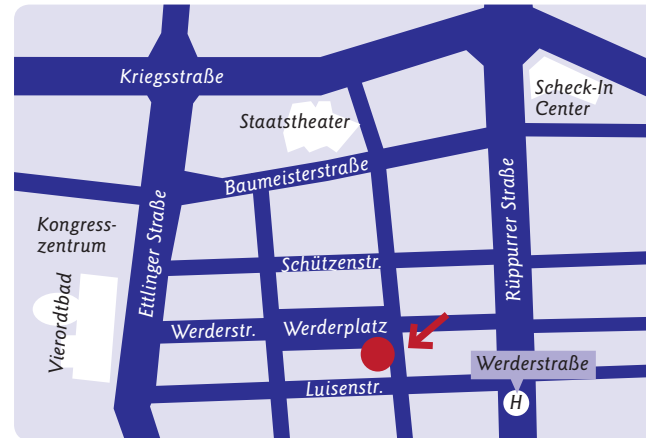 Kriegsstraße
Scheck-In
Center
Staatstheater
Baumeisterstraße
Kongress-
zentrum
Ettlinger Straße
Rüppurrer Straße
Schützenstr.
Vierordtbad
Werderstr.
Werderplatz
Werderstraße
Luisenstr.
H